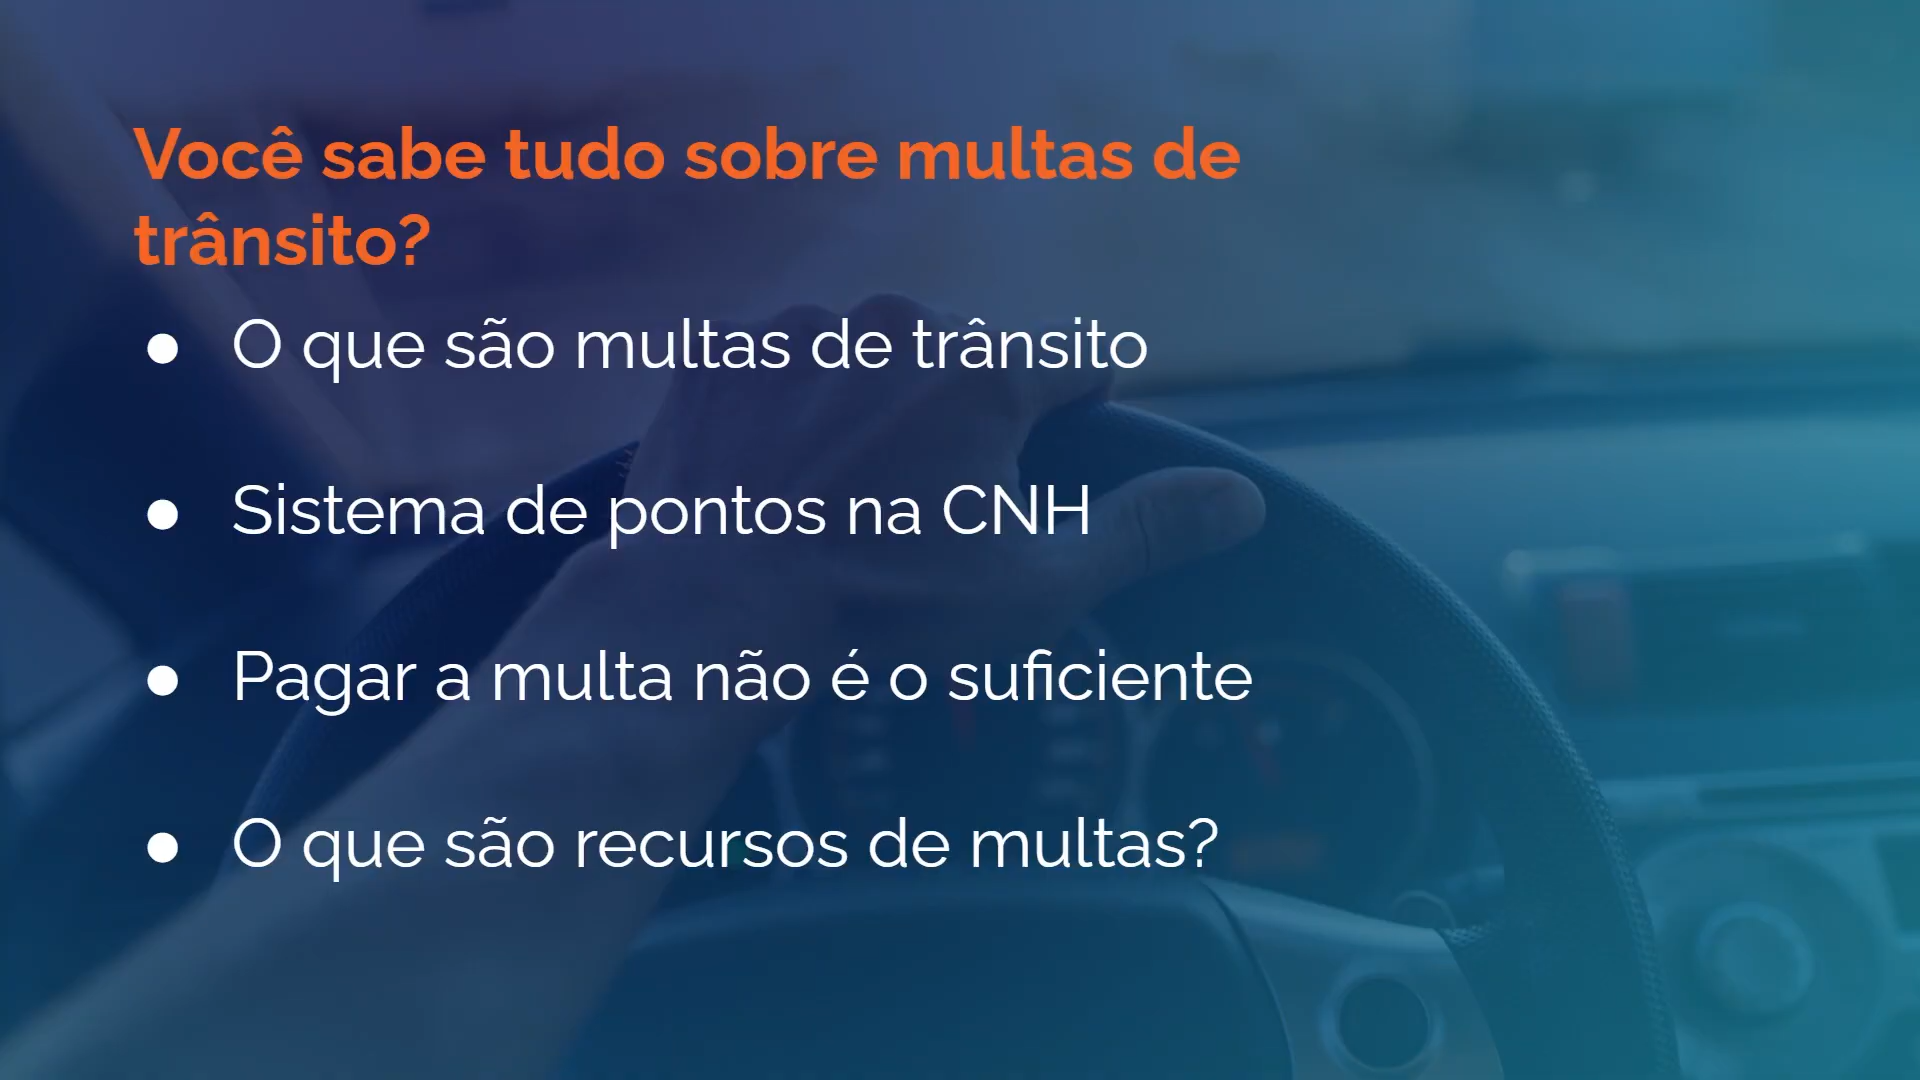 Você sabe tudo sobre multas de
trânsito?
● O que são multas de trânsito
● Sistema de pontos na CNH
● Pagar a multa não é o suficiente
● O que são recursos de multas?